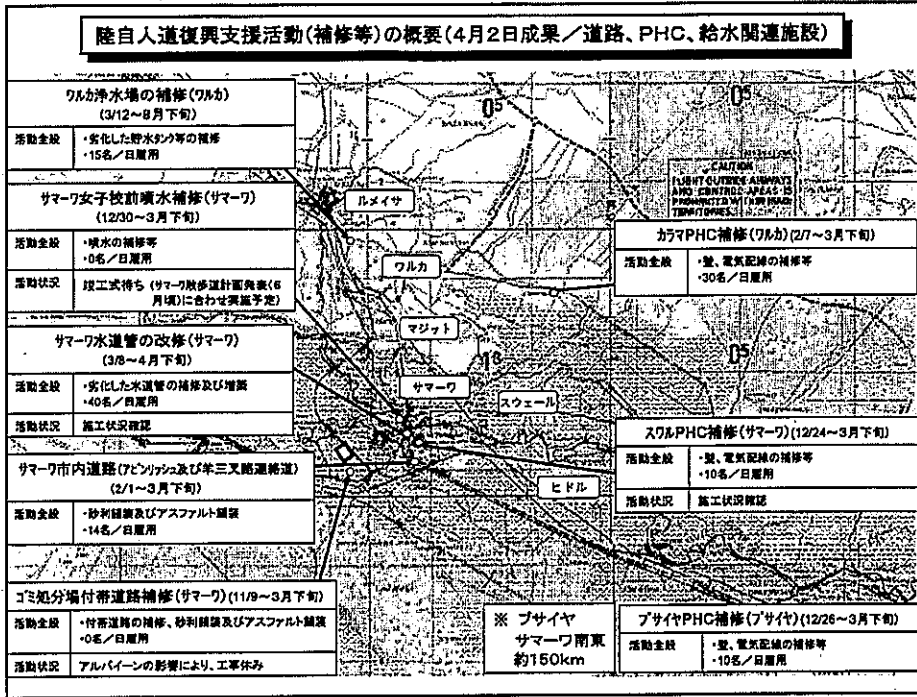 陸自人道復興支援活動(補修等)の概要(4月2日成果/道路、PHC、給水関連施設)
ワルカ浄水場の補修(ワルカ)
(3/12~8月下旬)
活動全般
・劣化した貯水タンク等の補修
・15名/日雇用
サマーワ女子校前噴水補修(サマーワ)
(12/30~3月下旬)
活動全般
・噴水の補修等
・0名/日雇用
活動状況
竣工式待ち (サマーワ散歩道計画発表(6
月頃)に合わせ実施予定)
サマーワ水道管の改修(サマーワ)
(3/8~4月下旬)
活動全般
・劣化した水道管の補修及び増築
・40名/日雇用
活動状況
施工状況確認
サマーワ市内道路(アビンリッシュ及び羊三叉路連絡道)
(2/1~3月下旬)
活動全般
・砂利舗装及びアスファルト舗装
・14名/日雇用
ゴミ処分場付帯道路補修(サマーワ)(11/9~3月下旬)
活動全般
・付帯道路の補修、砂利舗装及びアスファルト舗装
・0名/日雇用
活動状況
アルバイーンの影響により、工事休み
ルメイサ
ワルカ
マジット
サマーワ
スウェール
ヒドル
CAUTION
FLIGHT OUTSIDE AIRWAYS
AND CONTROL AREAS IS
PROHIBITED WITHIN IRAQI
TERRITORIES
カラマPHC補修(ワルカ)(2/7~3月下旬)
活動全般
・壁、電気配線の補修等
・30名/日雇用
スワルPHC補修(サマーワ)(12/24~3月下旬)
活動全般
・壁、電気配線の補修等
・10名/日雇用
活動状況
施工状況確認
※ ブサイヤ
サマーワ南東
約150km
ブサイヤPHC補修(ブサイヤ)(12/26~3月下旬)
活動全般
・壁、電気配線の補修等
・10名/日雇用